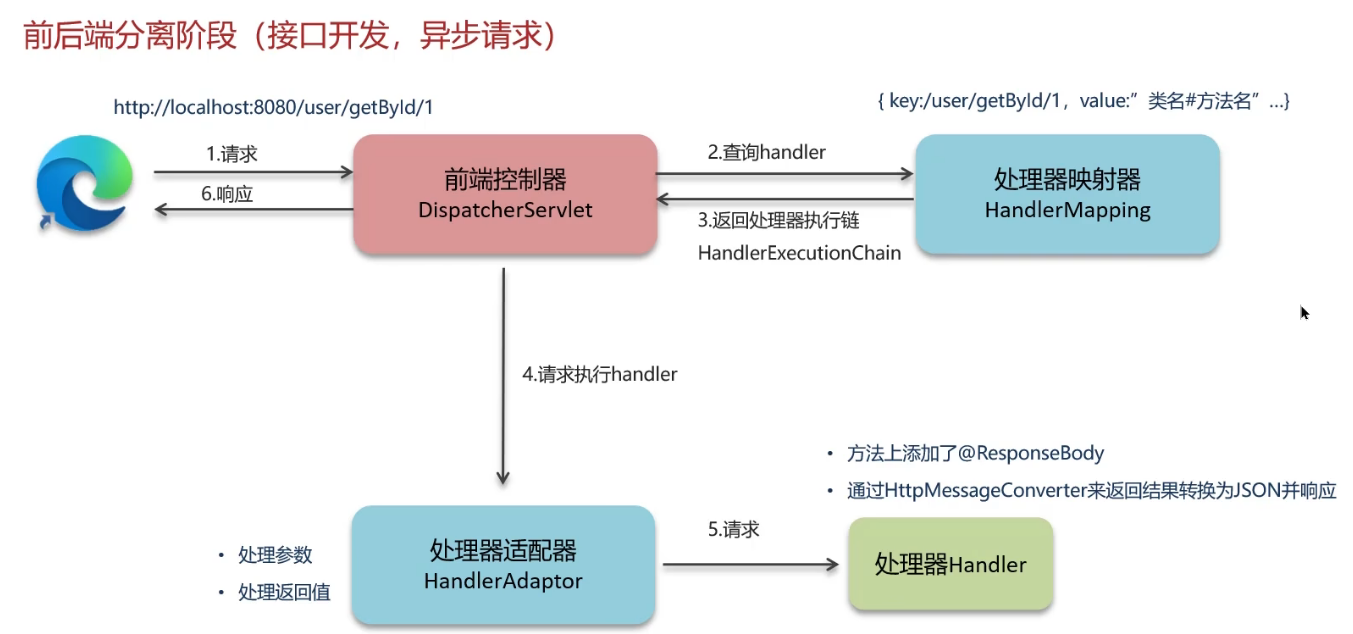 前后端分离阶段（接口开发，异步请求）
http://localhost:8080/user/getById/1
{ key:/user/getById/1，value:”类名#方法名”...}
1.请求
6.响应
前端控制器
DispatcherServlet
2.查询handler
3.返回处理器执行链
HandlerExecutionChain
处理器映射器
HandlerMapping
4.请求执行handler
• 方法上添加了@ResponseBody
• 通过HttpMessageConverter来返回结果转换为JSON并响应
• 处理参数
• 处理返回值
处理器适配器
HandlerAdaptor
5.请求
处理器Handler